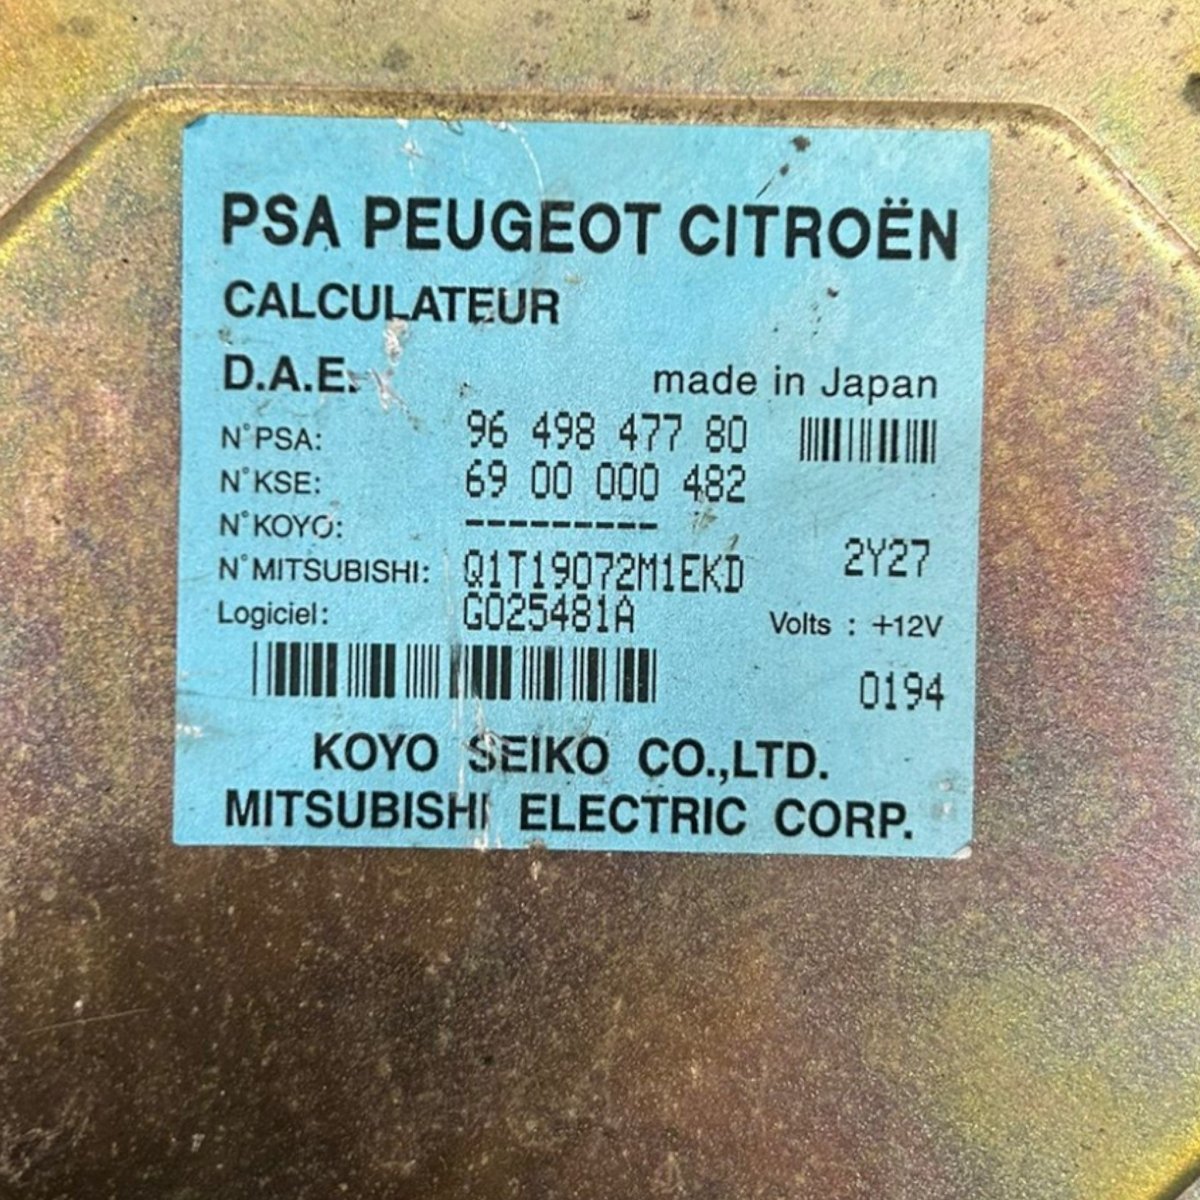 PSA PEUGEOT CITROËN
CALCULATEUR
D.A.E. made in Japan
N°PSA: 96 498 477 80
N°KSE: 69 00 000 482
N°KOYO: ---------
N°MITSUBISHI: Q1T19072M1EKD 2Y27
Logiciel: G025481A Volts : +12V
0194
KOYO SEIKO CO.,LTD.
MITSUBISHI ELECTRIC CORP.